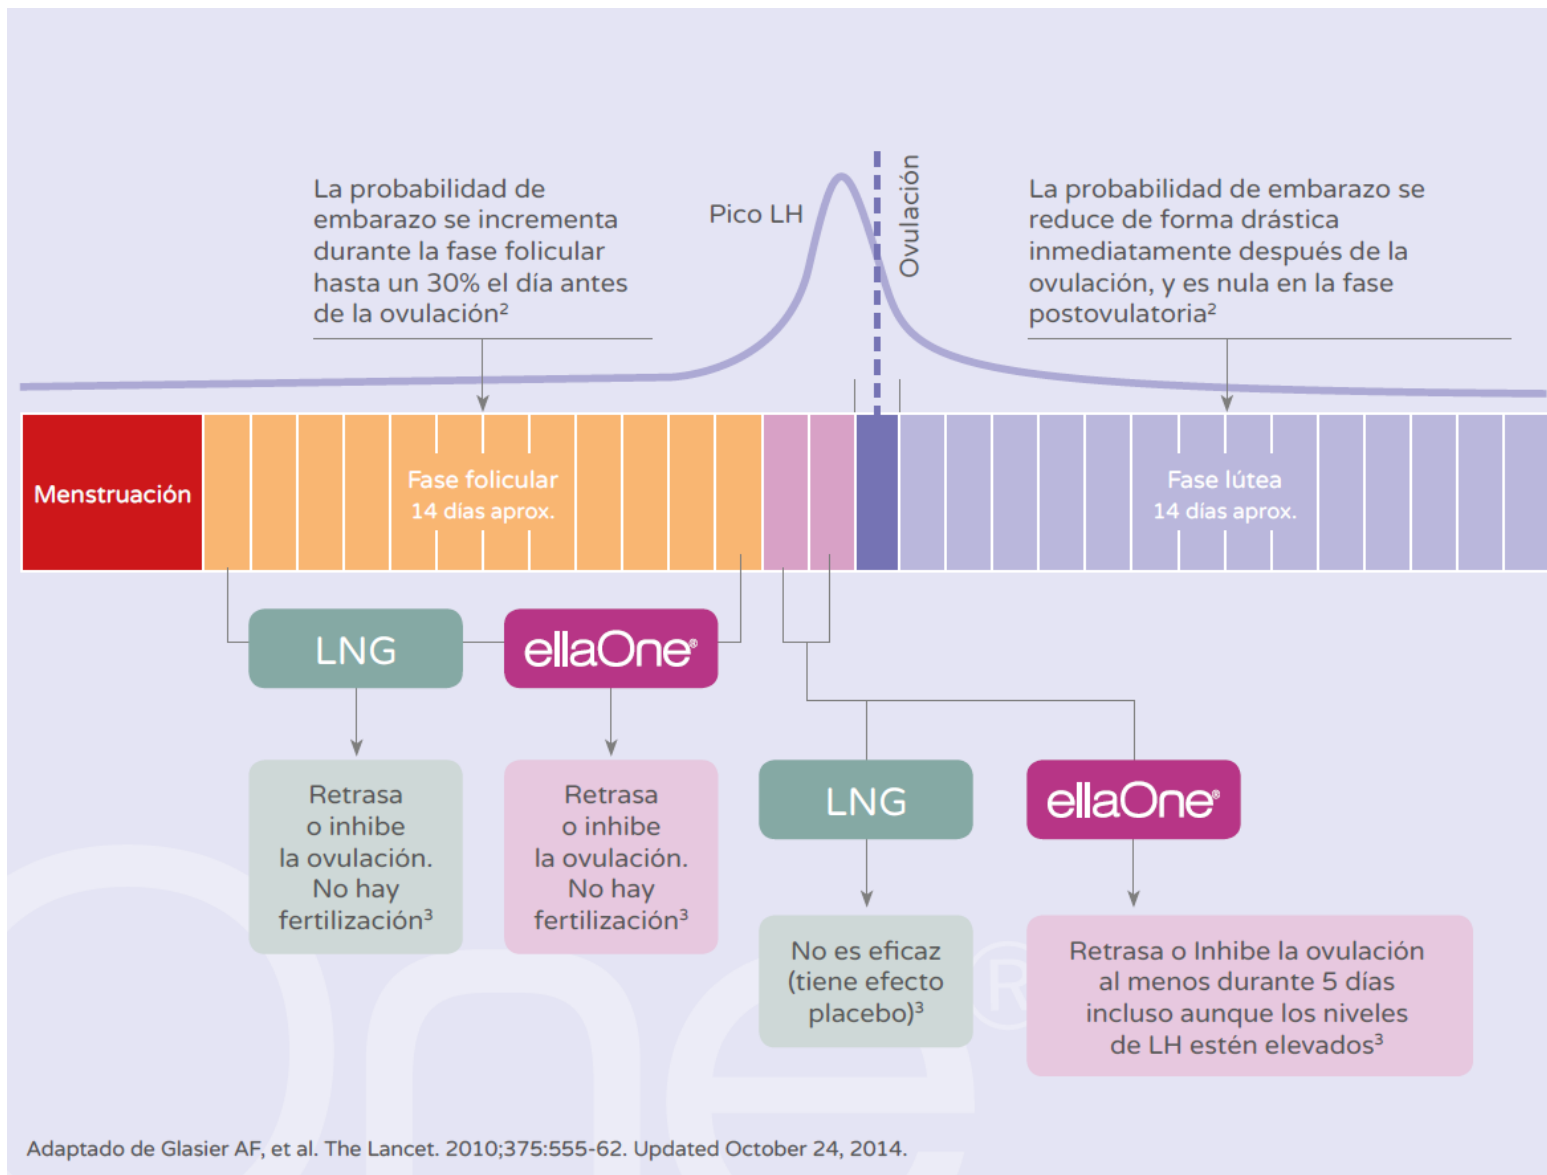 La probabilidad de
embarazo se incrementa
durante la fase folicular
hasta un 30% el día antes
de la ovulación²
Pico LH
Ovulación
La probabilidad de embarazo se
reduce de forma drástica
inmediatamente después de la
ovulación, y es nula en la fase
postovulatoria²
Menstruación
Fase folicular
14 días aprox.
Fase lútea
14 días aprox.
LNG
Retrasa
o inhibe
la ovulación.
No hay
fertilización³
ellaOne®
Retrasa
o inhibe
la ovulación.
No hay
fertilización³
LNG
No es eficaz
(tiene efecto
placebo)³
ellaOne®
Retrasa o Inhibe la ovulación
al menos durante 5 días
incluso aunque los niveles
de LH estén elevados³
One®
Adaptado de Glasier AF, et al. The Lancet. 2010;375:555-62. Updated October 24, 2014.